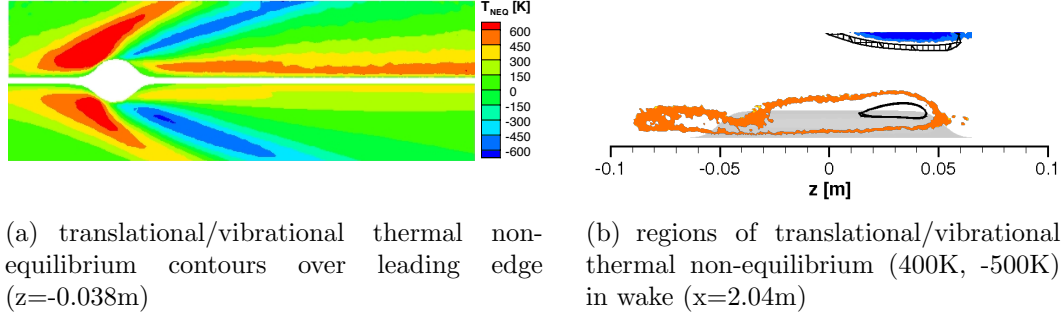 T_NEQ [K]
600
450
300
150
0
-150
-300
-450
-600
-0.1
-0.05
0
0.05
0.1
z [m]
(a) translational/vibrational thermal non-
equilibrium contours over leading edge
(z=-0.038m)
(b) regions of translational/vibrational
thermal non-equilibrium (400K, -500K)
in wake (x=2.04m)